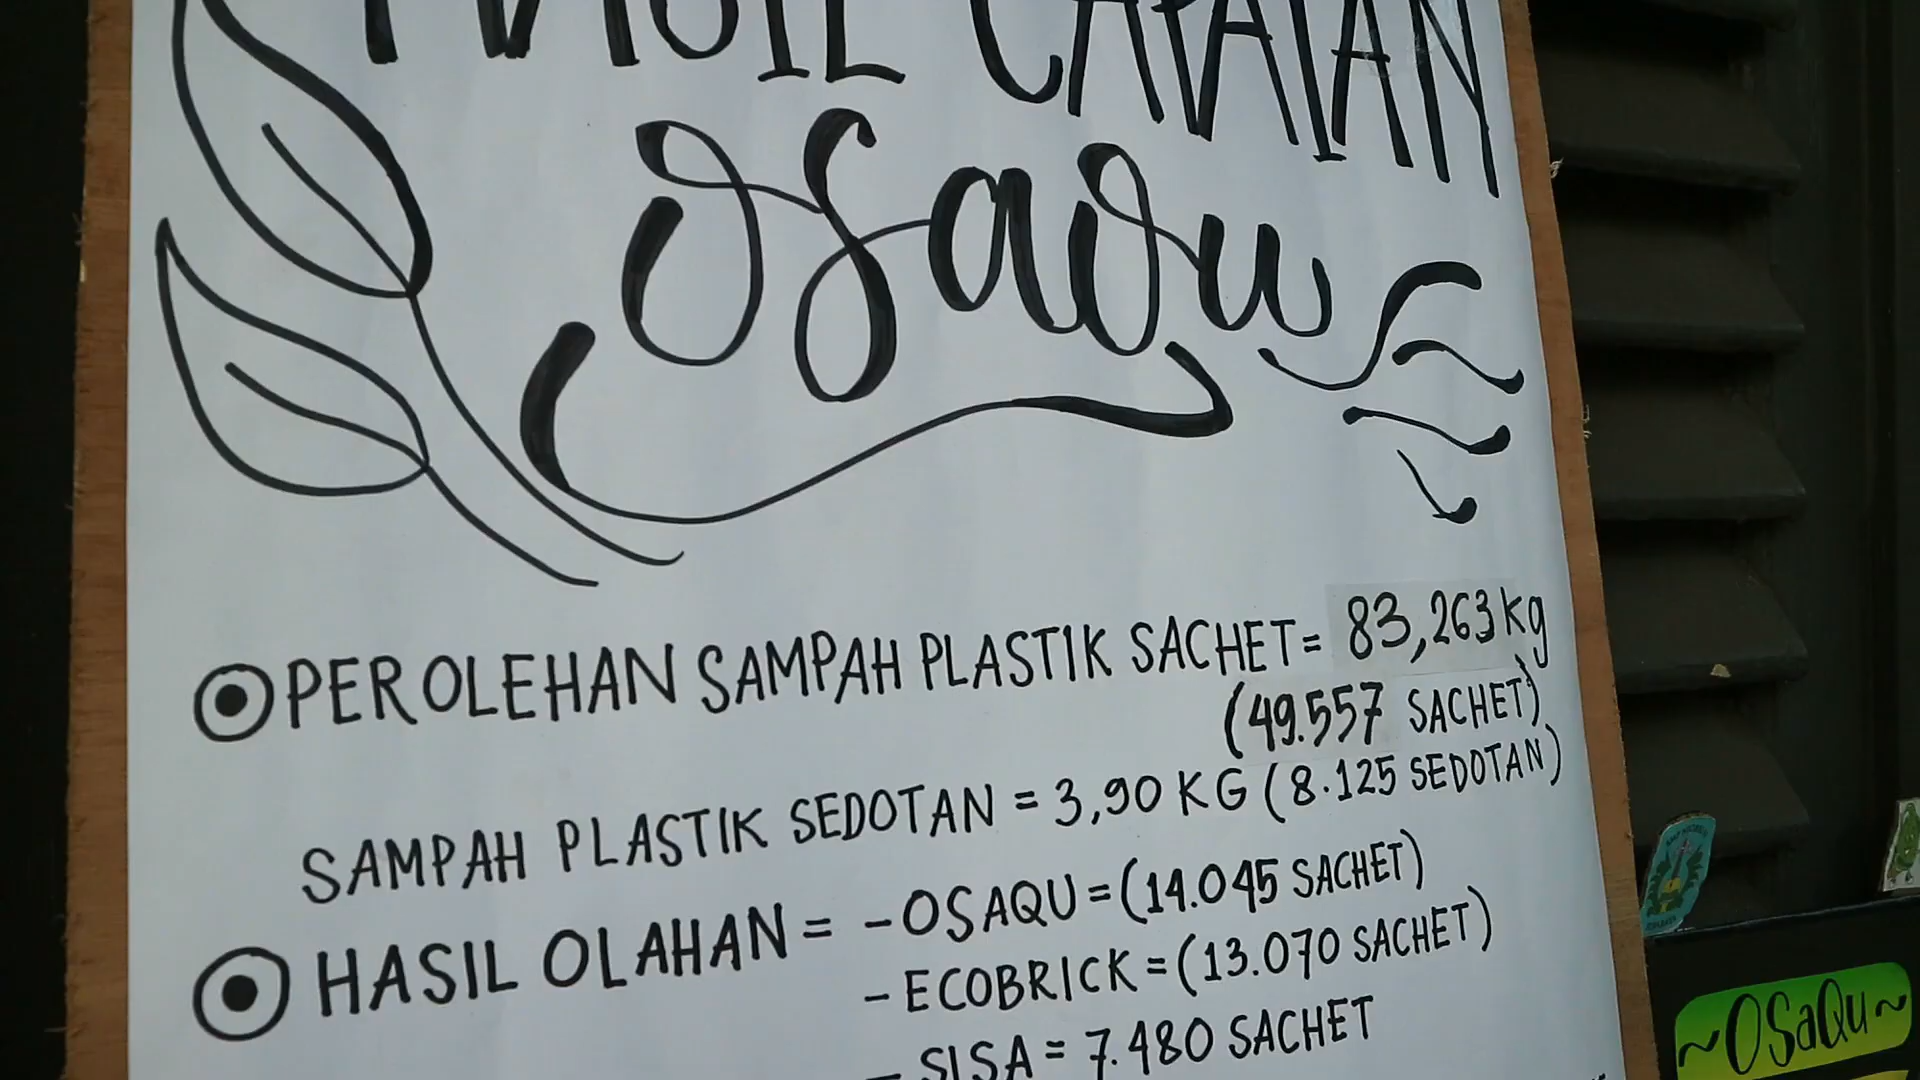 HASIL CAPAIAN
OSaQu
PEROLEHAN SAMPAH PLASTIK SACHET = 83,263 kg
(49.557 SACHET)
SAMPAH PLASTIK SEDOTAN = 3,90 KG (8.125 SEDOTAN)
HASIL OLAHAN = - OSAQU = (14.045 SACHET)
- ECOBRICK = (13.070 SACHET)
- SISA = 7.480 SACHET
~OSaQu~